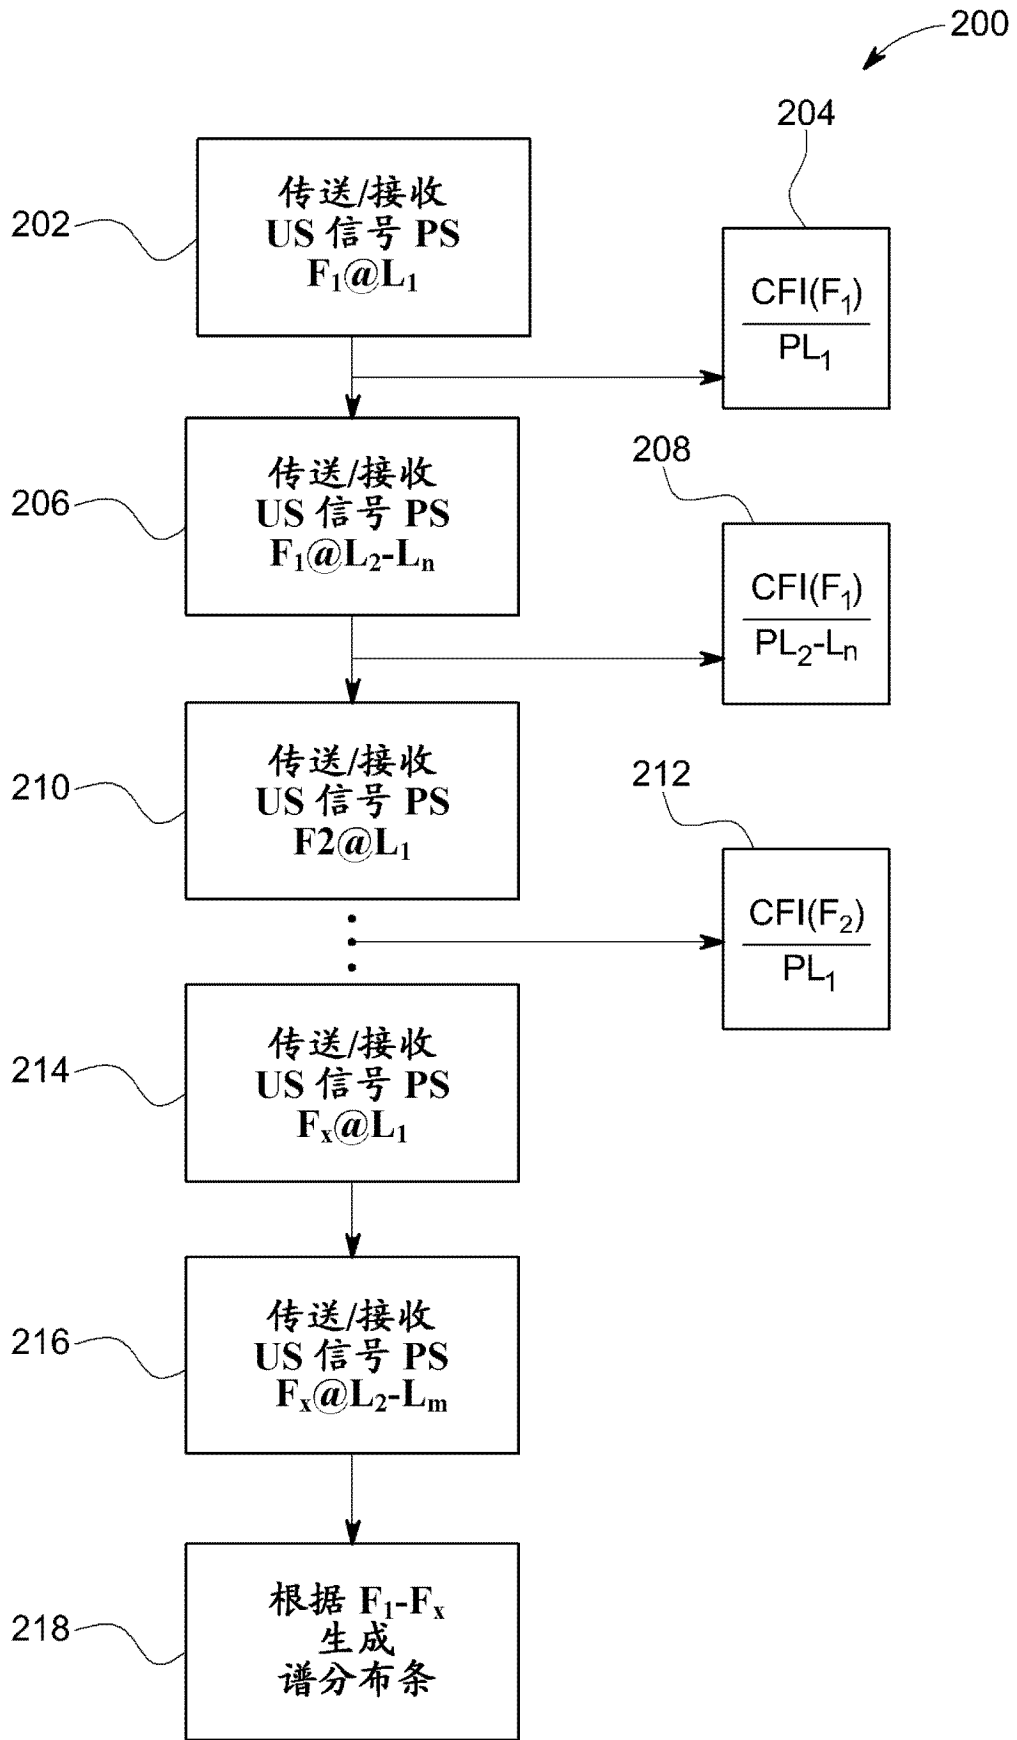 200
204
202
传送/接收
US 信号 PS
F₁@L₁
CFI(F₁)
PL₁
208
206
传送/接收
US 信号 PS
F₁@L₂-Lₙ
CFI(F₁)
PL₂-Lₙ
210
传送/接收
US 信号 PS
F2@L₁
212
CFI(F₂)
PL₁
214
传送/接收
US 信号 PS
Fₓ@L₁
216
传送/接收
US 信号 PS
Fₓ@L₂-Lₘ
218
根据 F₁-Fₓ
生成
谱分布条